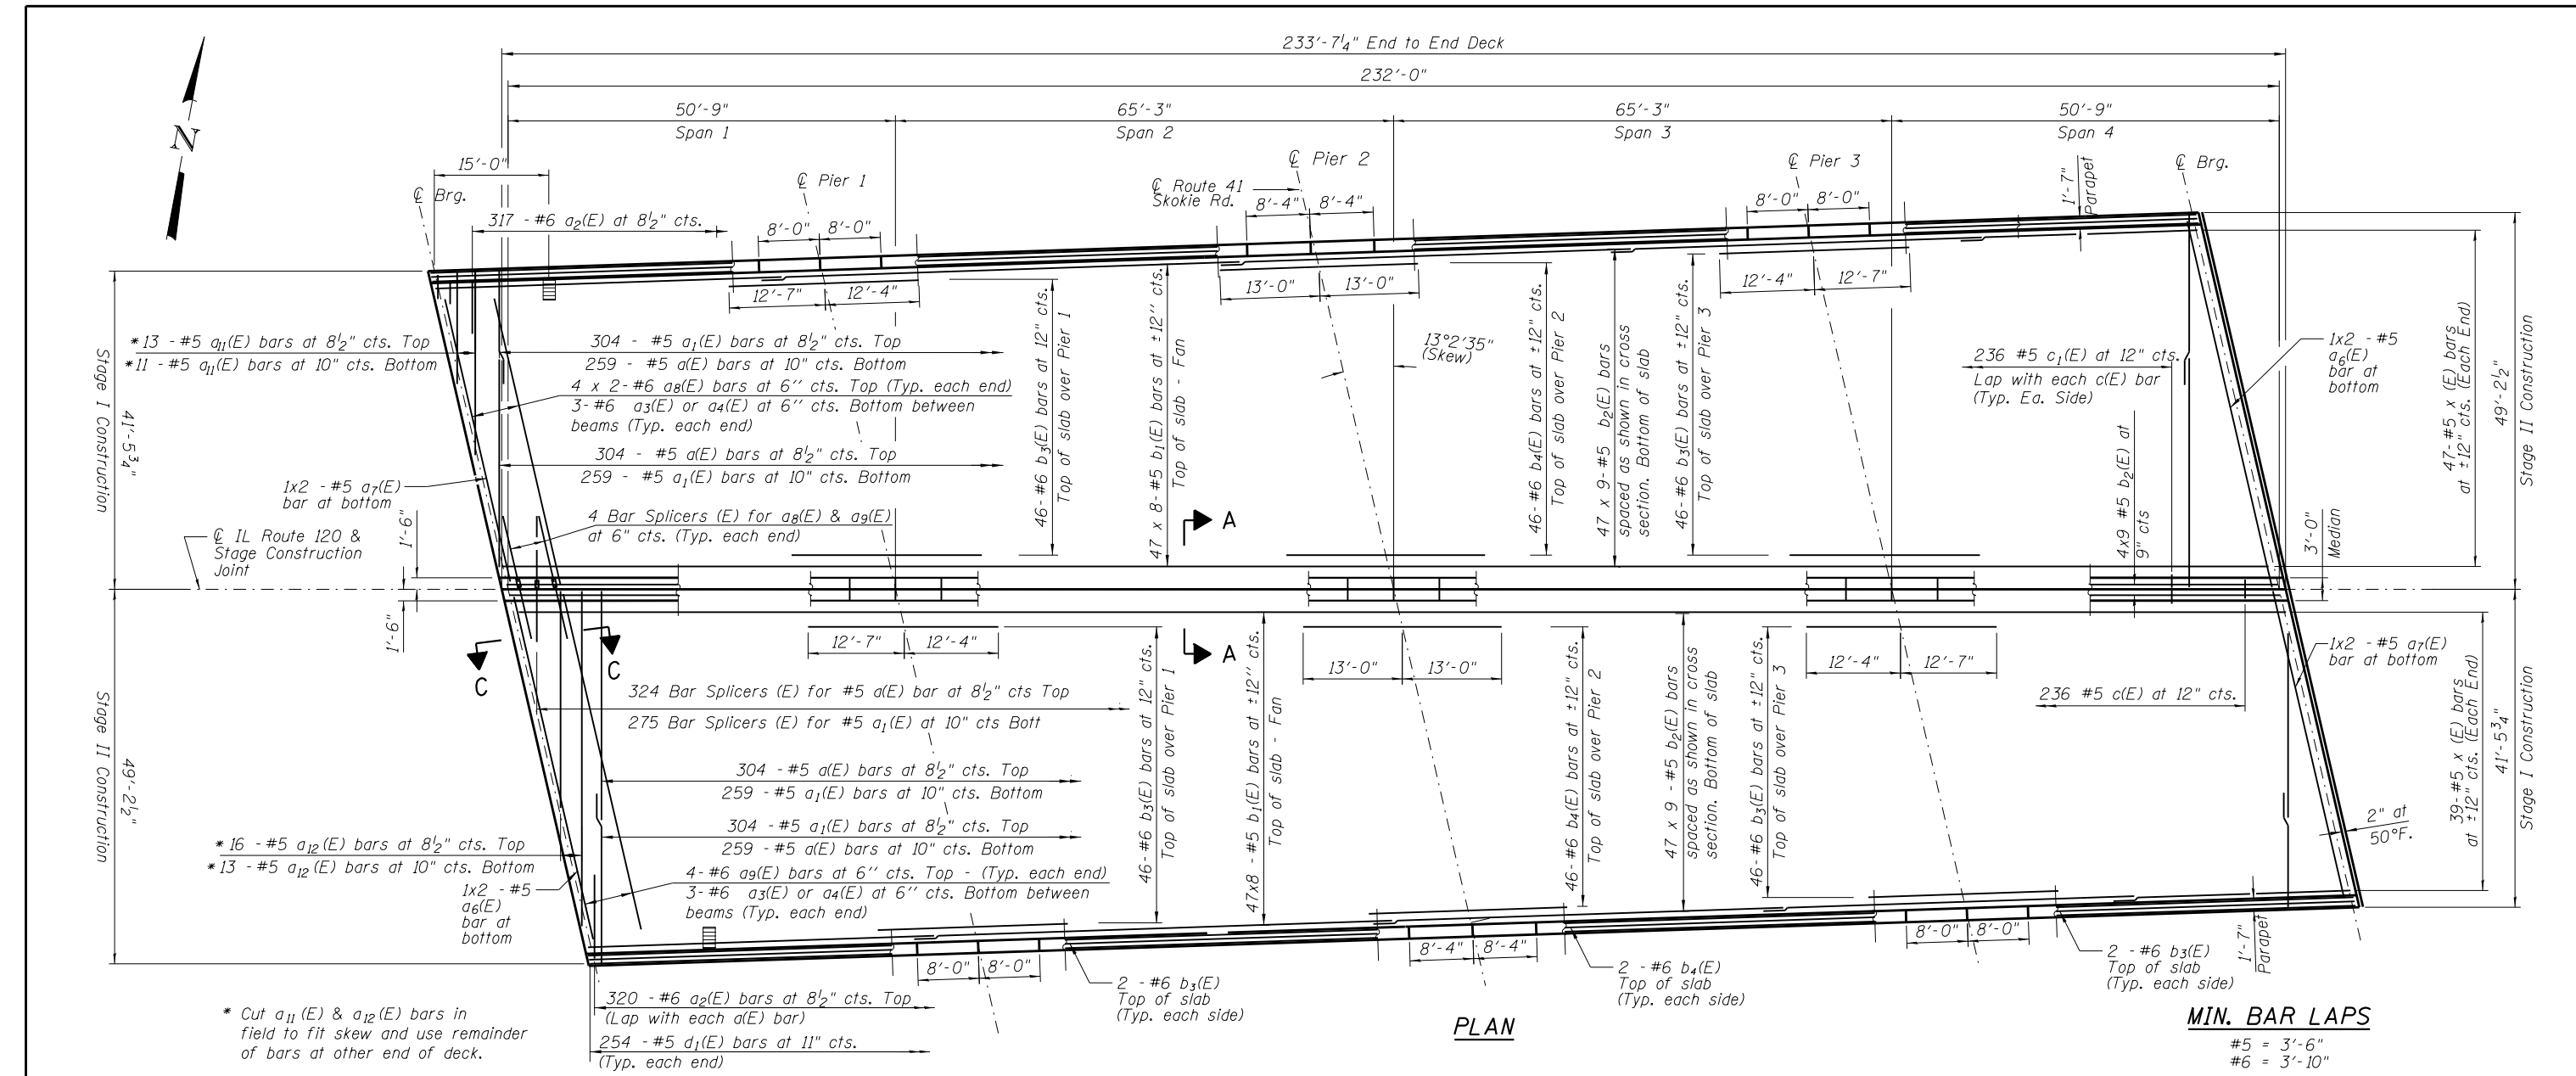 233'-7 1/4" End to End Deck
232'-0"
50'-9"
65'-3"
65'-3"
50'-9"
Span 1
Span 2
Span 3
Span 4
N
15'-0"
℄ Brg.
℄ Pier 1
℄ Pier 2
℄ Route 41
Skokie Rd.
℄ Pier 3
℄ Brg.
1'-7"
Parapet
317 -#6 a2(E) at 8 1/2" cts.
8'-0"
8'-0"
8'-4"
8'-4"
8'-0"
8'-0"
12'-7"
12'-4"
13'-0"
13'-0"
12'-4"
12'-7"
13°2'35"
(Skew)
Stage I Construction
41'-5 3/4"
*13 -#5 a11(E) bars at 8 1/2" cts. Top
*11 -#5 a11(E) bars at 10" cts. Bottom
304 - #5 a1(E) bars at 8 1/2" cts. Top
259 - #5 a(E) bars at 10" cts. Bottom
4 x 2-#6 a8(E) bars at 6" cts. Top (Typ. each end)
3-#6 a3(E) or a4(E) at 6" cts. Bottom between
beams (Typ. each end)
304 - #5 a(E) bars at 8 1/2" cts. Top
259 -#5 a1(E) bars at 10" cts. Bottom
1x2 -#5 a7(E)
bar at bottom
4 Bar Splicers (E) for a8(E) & a9(E)
at 6" cts. (Typ. each end)
℄ IL Route 120 &
Stage Construction
Joint
1'-6"
1'-6"
46-#6 b3(E) bars at 12" cts.
Top of slab over Pier 1
47 x 8-#5 b1(E) bars at ±12" cts.
Top of slab - Fan
46-#6 b4(E) bars at ±12" cts.
Top of slab over Pier 2
47 x 9-#5 b2(E) bars
spaced as shown in cross
section. Bottom of slab
46-#6 b3(E) bars at ±12" cts.
Top of slab over Pier 3
236 #5 c1(E) at 12" cts.
Lap with each c(E) bar
(Typ. Ea. Side)
4x9 #5 b2(E) at
9" cts
1x2 -#5
a6(E)
bar at
bottom
47-#5 x (E) bars
at ±12" cts. (Each End)
49'-2 1/2"
Stage II Construction
3'-0"
Median
A
A
C
C
12'-7"
12'-4"
13'-0"
13'-0"
12'-4"
12'-7"
Stage II Construction
49'-2 1/2"
324 Bar Splicers (E) for #5 a(E) bar at 8 1/2" cts Top
275 Bar Splicers (E) for #5 a1(E) at 10" cts Bott
304 -#5 a(E) bars at 8 1/2" cts. Top
259 -#5 a1(E) bars at 10" cts. Bottom
304 -#5 a1(E) bars at 8 1/2" cts. Top
259 -#5 a(E) bars at 10" cts. Bottom
* 16 -#5 a12(E) bars at 8 1/2" cts. Top
* 13 -#5 a12(E) bars at 10" cts. Bottom
4-#6 a9(E) bars at 6" cts. Top - (Typ. each end)
3-#6 a3(E) or a4(E) at 6" cts. Bottom between
beams (Typ. each end)
1x2 -#5
a6(E)
bar at
bottom
46-#6 b3(E) bars at 12" cts.
Top of slab over Pier 1
47x8 -#5 b1(E) bars at ±12" cts.
Top of slab - Fan
46-#6 b4(E) bars at ±12" cts.
Top of slab over Pier 2
47 x 9 -#5 b2(E) bars
spaced as shown in cross
section. Bottom of slab
46-#6 b3(E) bars at ±12" cts.
Top of slab over Pier 3
236 #5 c(E) at 12" cts.
1x2 -#5 a7(E)
bar at bottom
39-#5 x (E) bars
at ±12" cts. (Each End)
41'-5 3/4"
Stage I Construction
2" at
50°F.
8'-0"
8'-0"
8'-4"
8'-4"
8'-0"
8'-0"
1'-7"
Parapet
2 -#6 b3(E)
Top of slab
(Typ. each side)
2 -#6 b4(E)
Top of slab
(Typ. each side)
2 -#6 b3(E)
Top of slab
(Typ. each side)
320 -#6 a2(E) bars at 8 1/2" cts. Top
(Lap with each a(E) bar)
254 -#5 d1(E) bars at 11" cts.
(Typ. each end)
* Cut a11(E) & a12(E) bars in
field to fit skew and use remainder
of bars at other end of deck.
PLAN
MIN. BAR LAPS
#5 = 3'-6"
#6 = 3'-10"